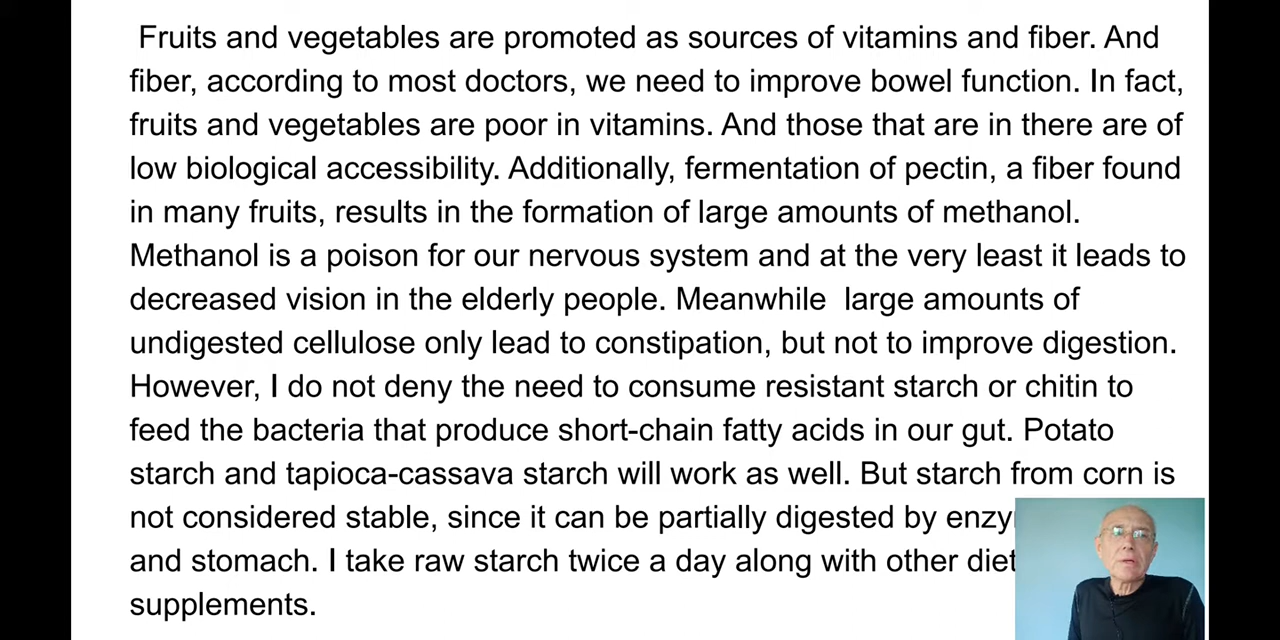 Fruits and vegetables are promoted as sources of vitamins and fiber. And
fiber, according to most doctors, we need to improve bowel function. In fact,
fruits and vegetables are poor in vitamins. And those that are in there are of
low biological accessibility. Additionally, fermentation of pectin, a fiber found
in many fruits, results in the formation of large amounts of methanol.
Methanol is a poison for our nervous system and at the very least it leads to
decreased vision in the elderly people. Meanwhile  large amounts of
undigested cellulose only lead to constipation, but not to improve digestion.
However, I do not deny the need to consume resistant starch or chitin to
feed the bacteria that produce short-chain fatty acids in our gut. Potato
starch and tapioca-cassava starch will work as well. But starch from corn is
not considered stable, since it can be partially digested by
and stomach. I take raw starch twice a day along with other
supplements.